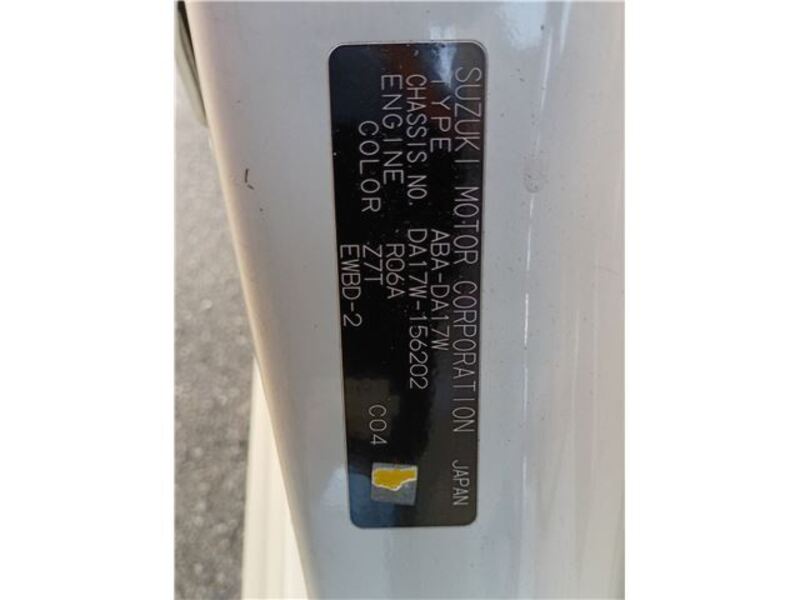 SUZUKI MOTOR CORPORATION JAPAN
TYPE ABA-DA17W
CHASSIS NO. DA17W-156202
ENGINE R06A C04
COLOR Z7T
EWBD-2